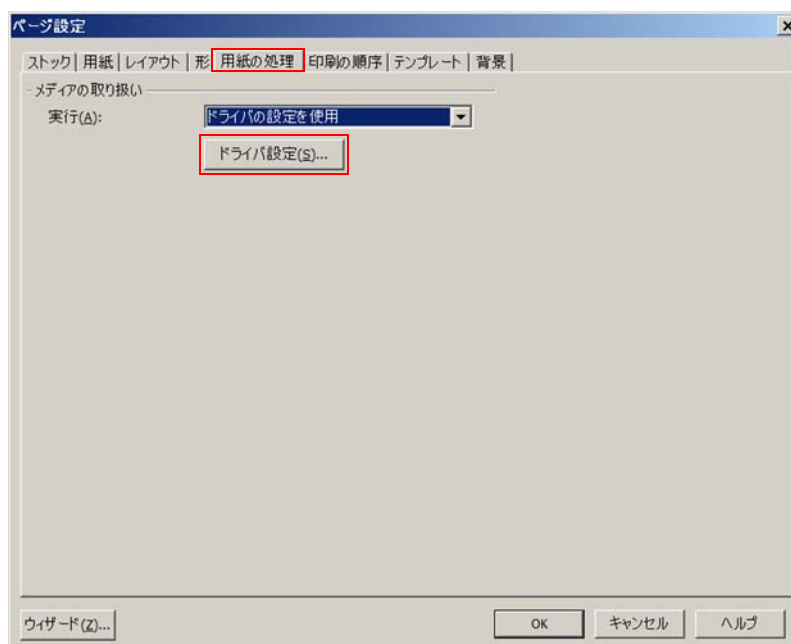 ページ設定
ストック 用紙 レイアウト 形 用紙の処理 印刷の順序 テンプレート 背景
メディアの取り扱い
実行(A): ドライバの設定を使用
ドライバ設定(S)...
ウィザード(Z)... OK キャンセル ヘルプ